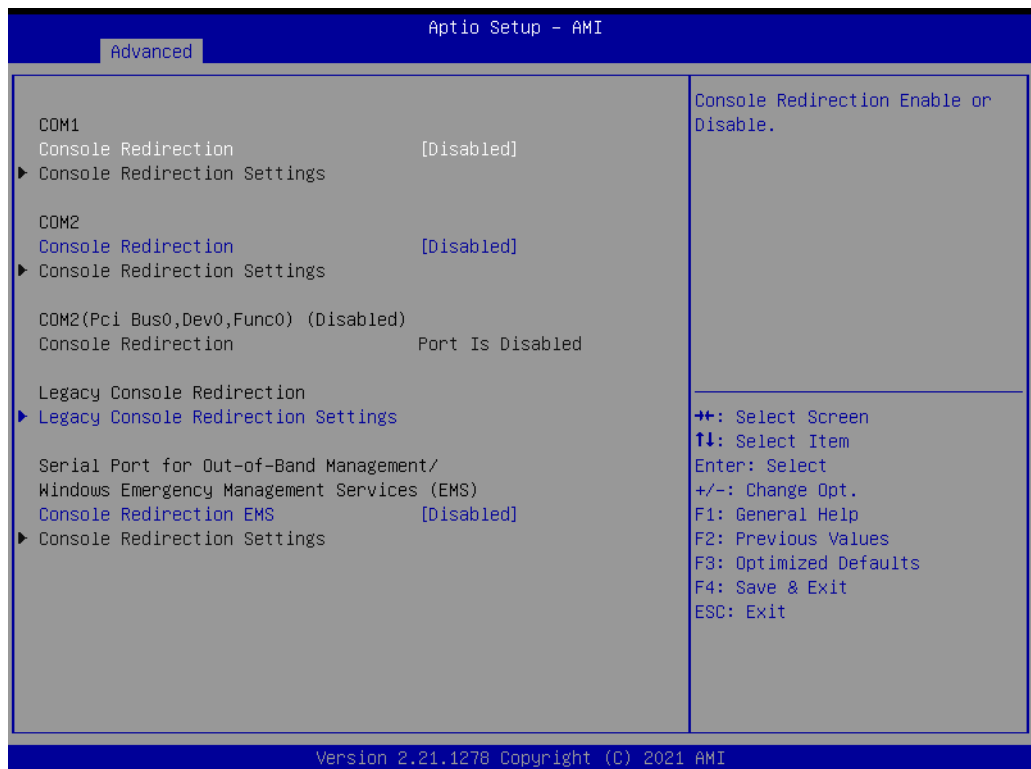 Aptio Setup – AMI
Advanced
COM1
Console Redirection [Disabled]
▶ Console Redirection Settings
COM2
Console Redirection [Disabled]
▶ Console Redirection Settings
COM2(Pci Bus0,Dev0,Func0) (Disabled)
Console Redirection Port Is Disabled
Legacy Console Redirection
▶ Legacy Console Redirection Settings
Serial Port for Out–of–Band Management/
Windows Emergency Management Services (EMS)
Console Redirection EMS [Disabled]
▶ Console Redirection Settings
Console Redirection Enable or
Disable.
→←: Select Screen
↑↓: Select Item
Enter: Select
+/–: Change Opt.
F1: General Help
F2: Previous Values
F3: Optimized Defaults
F4: Save & Exit
ESC: Exit
Version 2.21.1278 Copyright (C) 2021 AMI